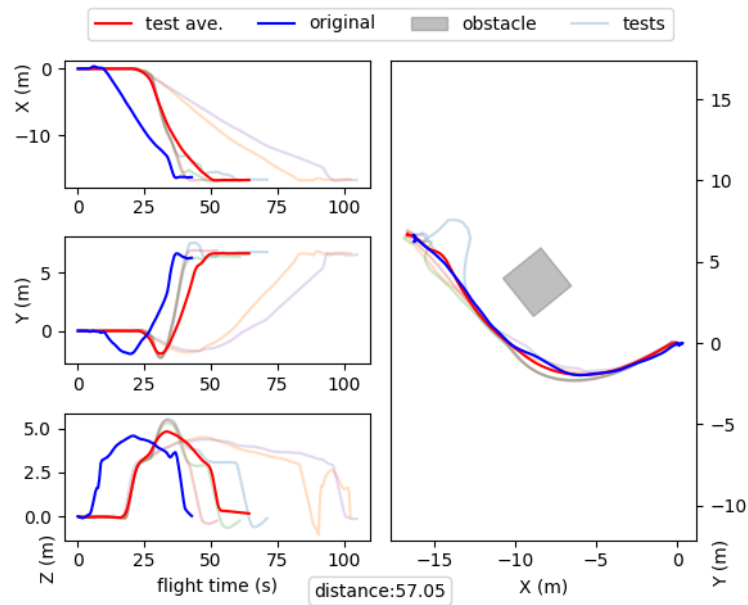 test ave. original obstacle tests
X (m)
0
−10
0 25 50 75 100
Y (m)
5
0
0 25 50 75 100
Z (m)
5.0
2.5
0.0
0 25 50 75 100
flight time (s)
distance:57.05
15
10
5
0
−5
−10
Y (m)
−15 −10 −5 0
X (m)